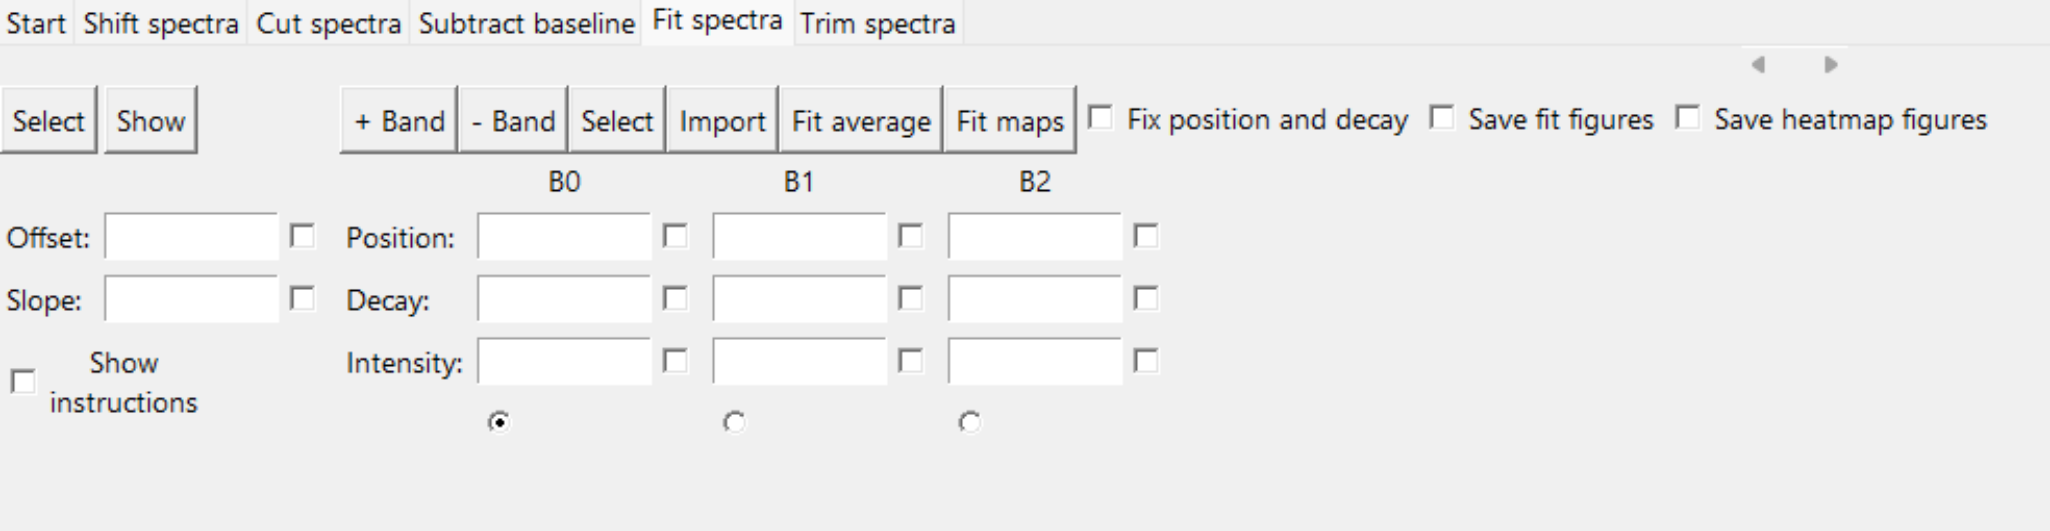 Start Shift spectra Cut spectra Subtract baseline Fit spectra Trim spectra
Select Show + Band - Band Select Import Fit average Fit maps Fix position and decay Save fit figures Save heatmap figures
B0 B1 B2
Offset: Position:
Slope: Decay:
Show Intensity:
instructions